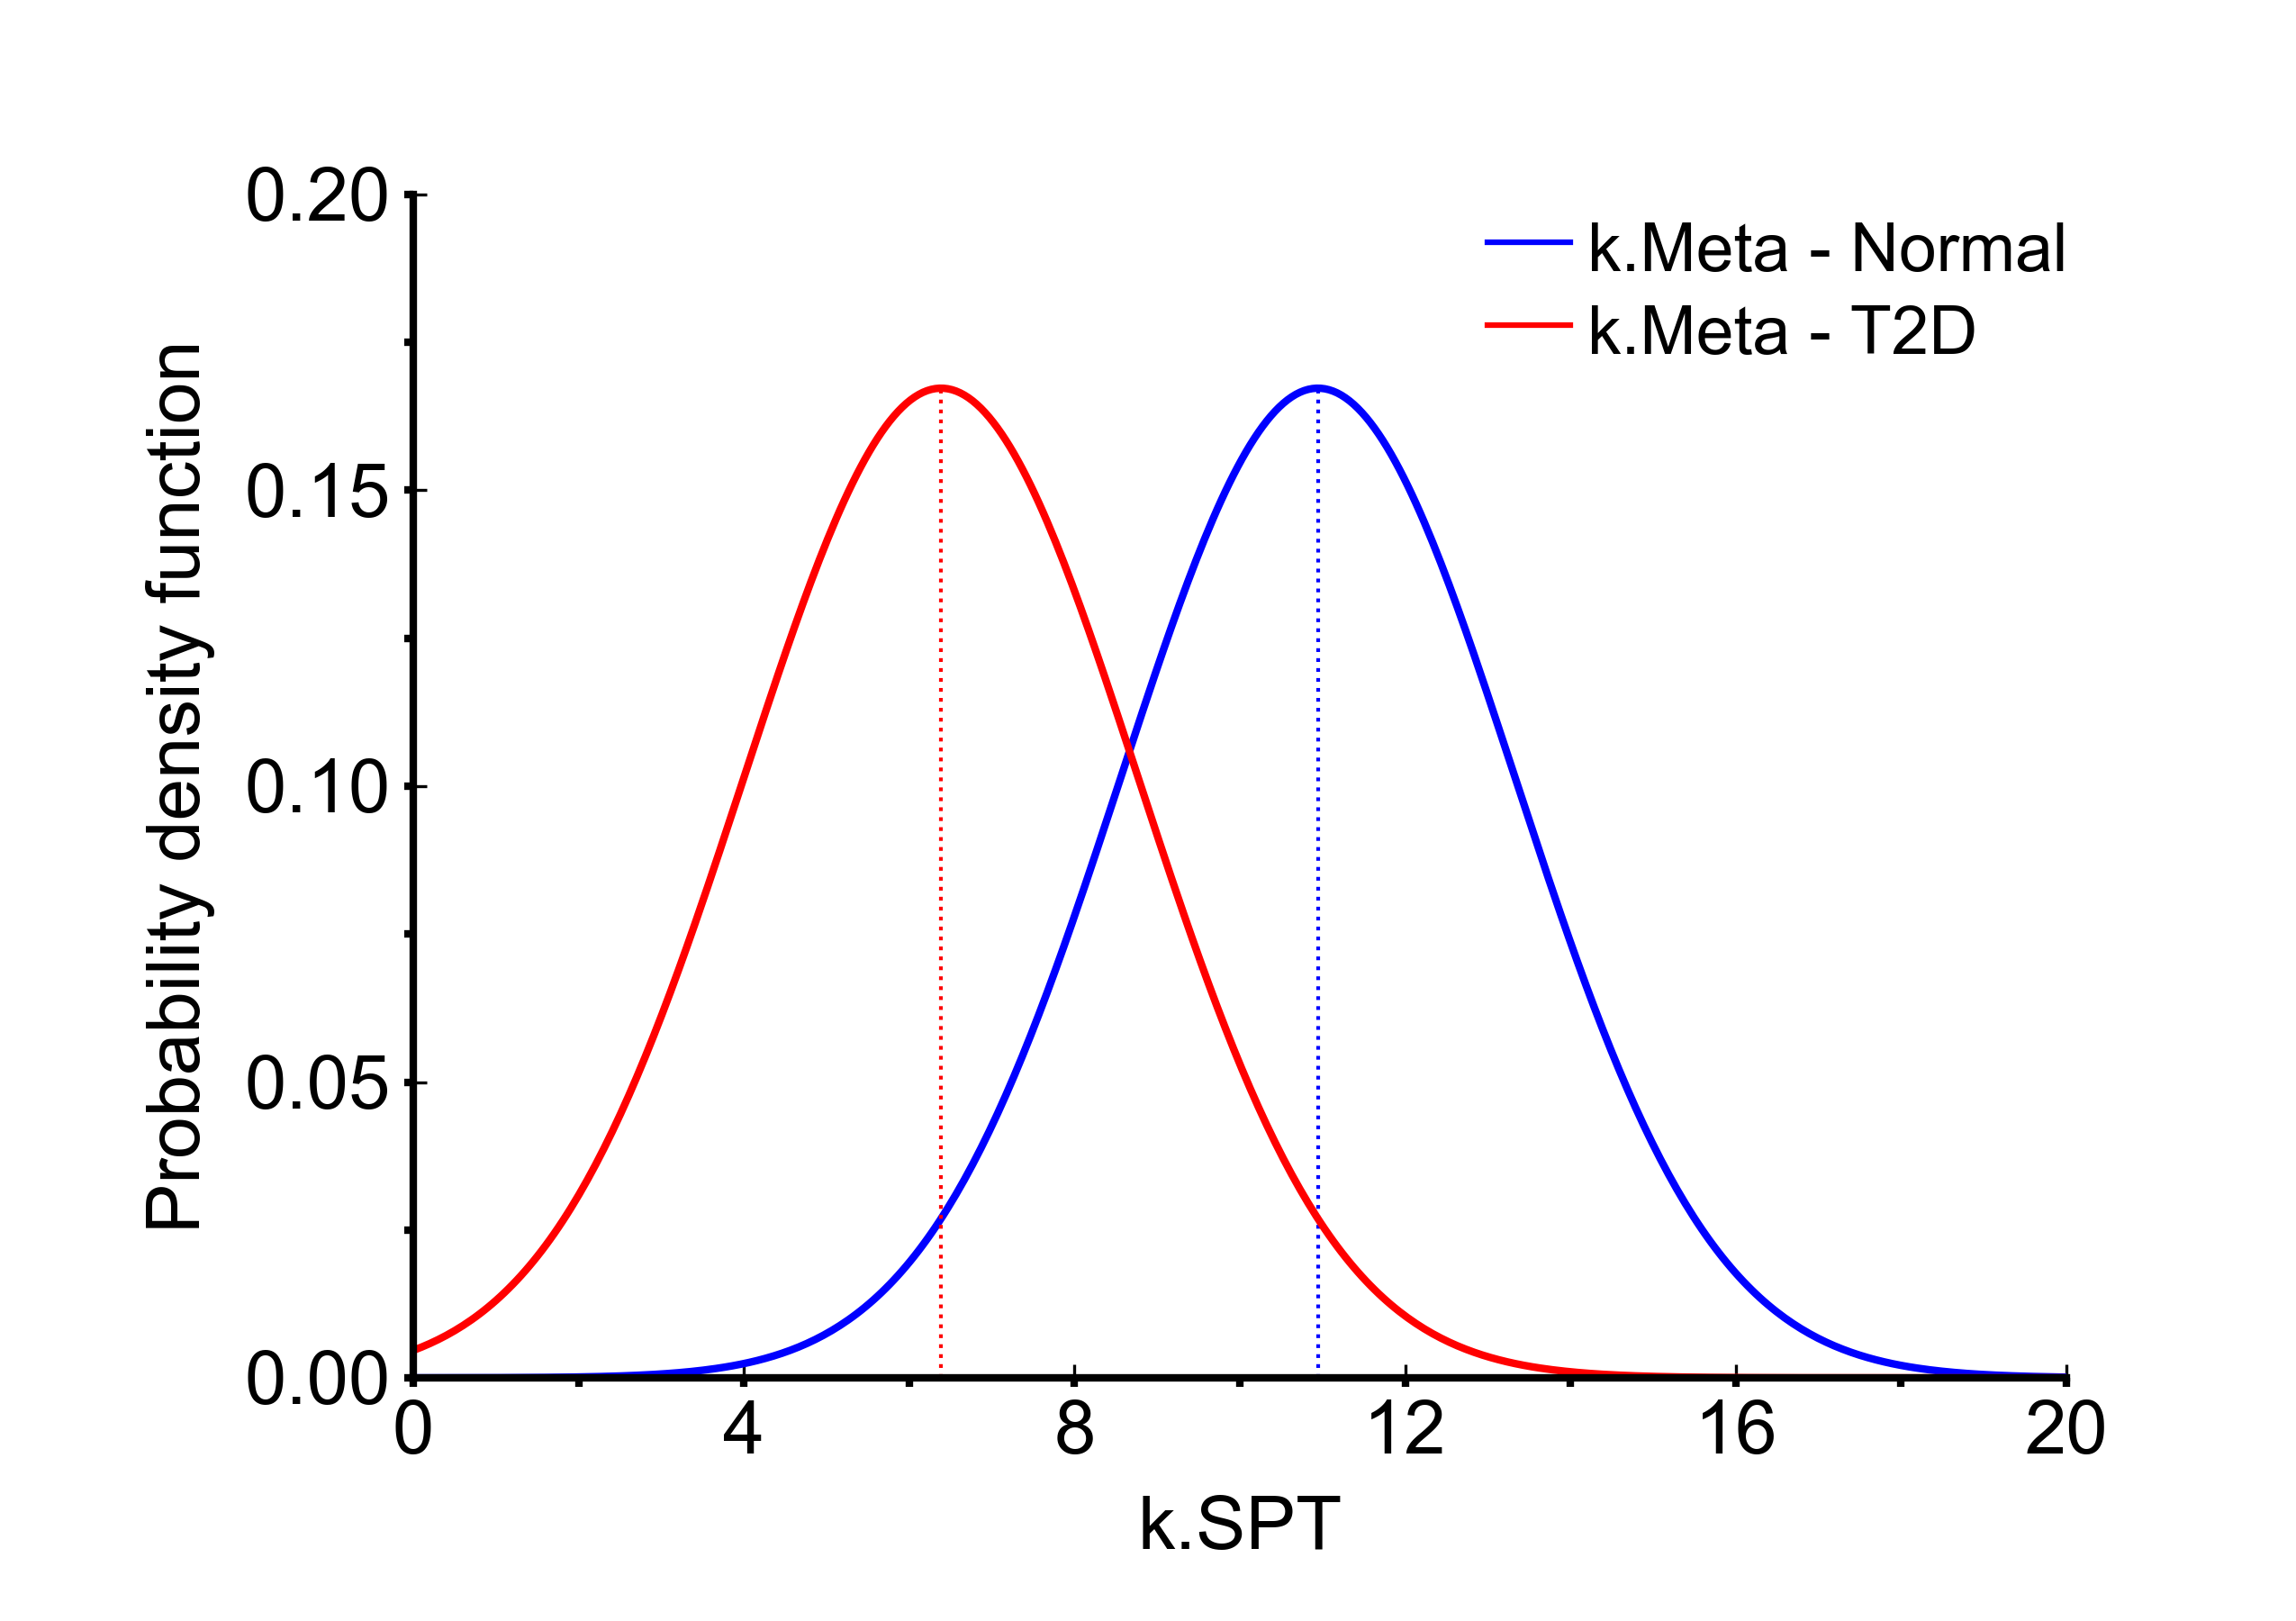 0.20
0.15
0.10
0.05
0.00
Probability density function
k.Meta - Normal
k.Meta - T2D
0 4 8 12 16 20
k.SPT